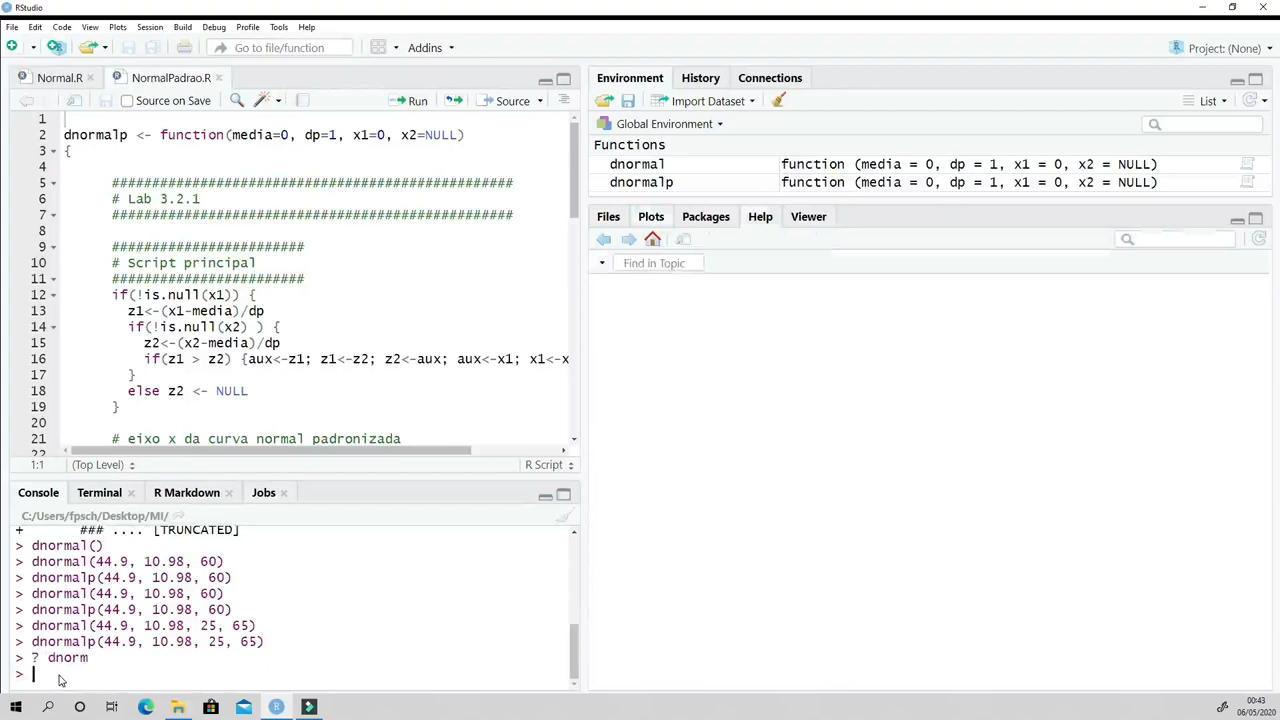 RStudio
File Edit Code View Plots Session Build Debug Profile Tools Help
Go to file/function
Addins
Project: (None)
Normal.R
NormalPadrao.R
Source on Save
Run
Source
1
2 dnormalp <- function(media=0, dp=1, x1=0, x2=NULL)
3 {
4
5 ##################################################
6 # Lab 3.2.1
7 ##################################################
8
9 ########################
10 # Script principal
11 ########################
12 if(!is.null(x1)) {
13 z1<-(x1-media)/dp
14 if(!is.null(x2) ) {
15 z2<-(x2-media)/dp
16 if(z1 > z2) {aux<-z1; z1<-z2; z2<-aux; aux<-x1; x1<-x
17 }
18 else z2 <- NULL
19 }
20
21 # eixo x da curva normal padronizada
22
1:1 (Top Level) R Script
Console Terminal R Markdown Jobs
C:/Users/fpsch/Desktop/MI/
+ ### .... [TRUNCATED]
> dnormal()
> dnormal(44.9, 10.98, 60)
> dnormalp(44.9, 10.98, 60)
> dnormal(44.9, 10.98, 60)
> dnormalp(44.9, 10.98, 60)
> dnormal(44.9, 10.98, 25, 65)
> dnormalp(44.9, 10.98, 25, 65)
> ? dnorm
>
Environment History Connections
Import Dataset
List
Global Environment
Functions
dnormal function (media = 0, dp = 1, x1 = 0, x2 = NULL)
dnormalp function (media = 0, dp = 1, x1 = 0, x2 = NULL)
Files Plots Packages Help Viewer
Find in Topic
00:43
06/05/2020